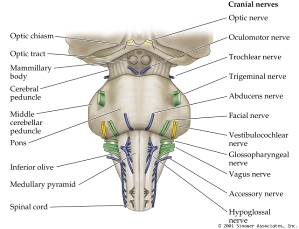 Cranial nerves
Optic nerve
Oculomotor nerve
Trochlear nerve
Trigeminal nerve
Abducens nerve
Facial nerve
Vestibulocochlear
nerve
Glossopharyngeal
nerve
Vagus nerve
Accessory nerve
Hypoglossal
nerve
Optic chiasm
Optic tract
Mammillary
body
Cerebral
peduncle
Middle
cerebellar
peduncle
Pons
Inferior olive
Medullary pyramid
Spinal cord
© 2001 Sinauer Associates, Inc.